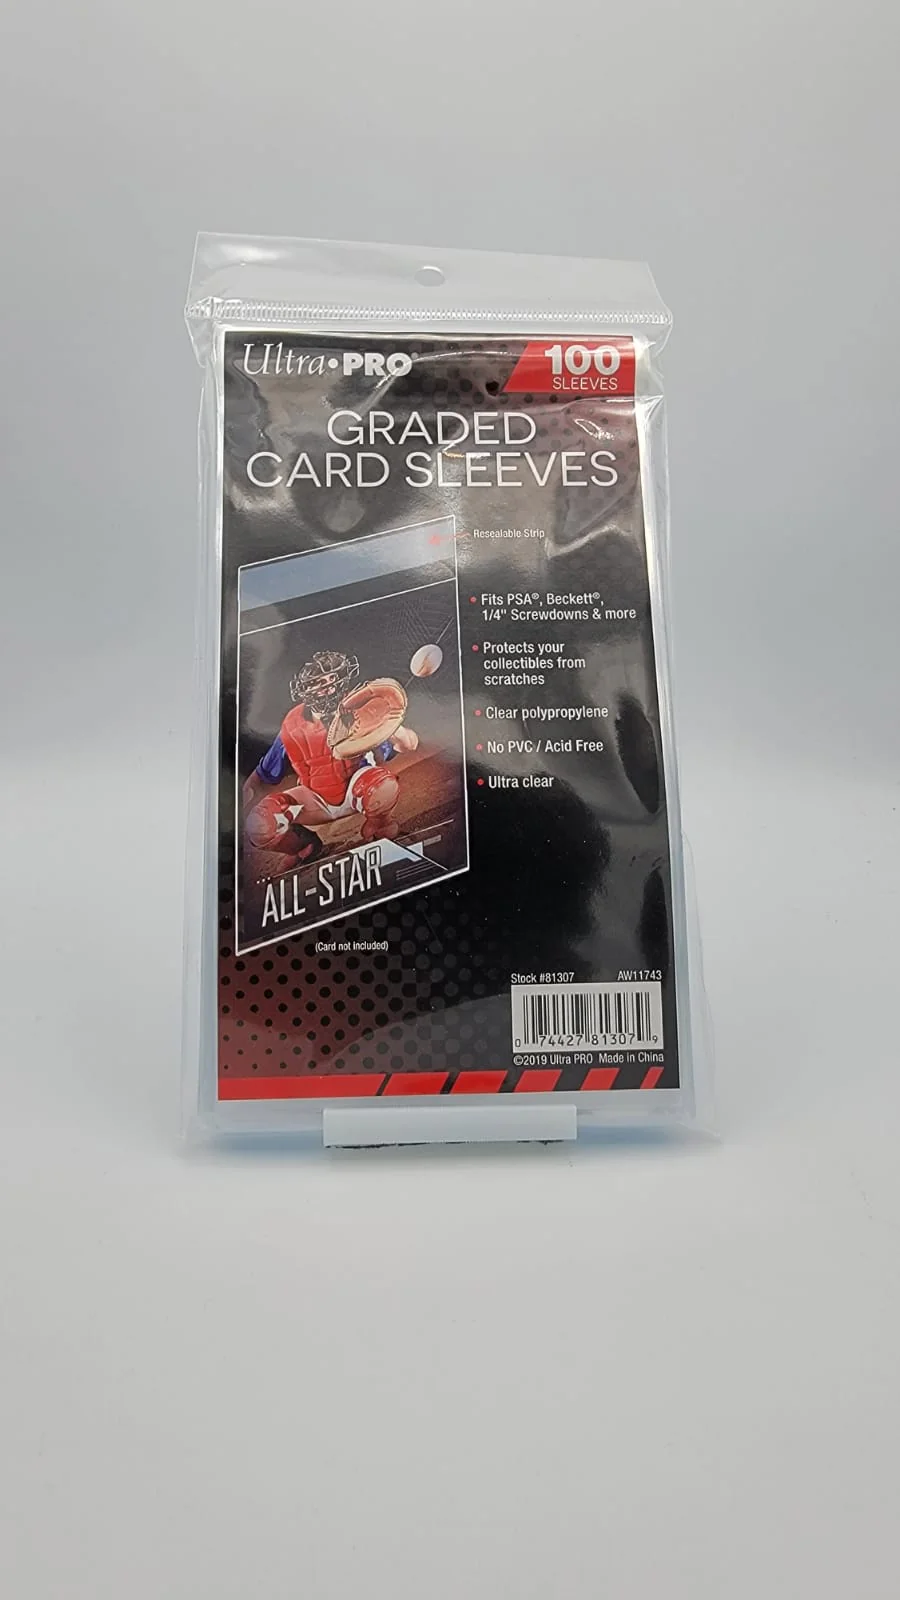 Ultra•PRO®
100
SLEEVES
GRADED
CARD SLEEVES
Resealable Strip
• Fits PSA®, Beckett®,
1/4" Screwdowns & more
• Protects your
collectibles from
scratches
• Clear polypropylene
• No PVC / Acid Free
• Ultra clear
ALL-STAR
(Card not included)
Stock #81307 AW11743
0 74427 81307 9
©2019 Ultra PRO Made in China